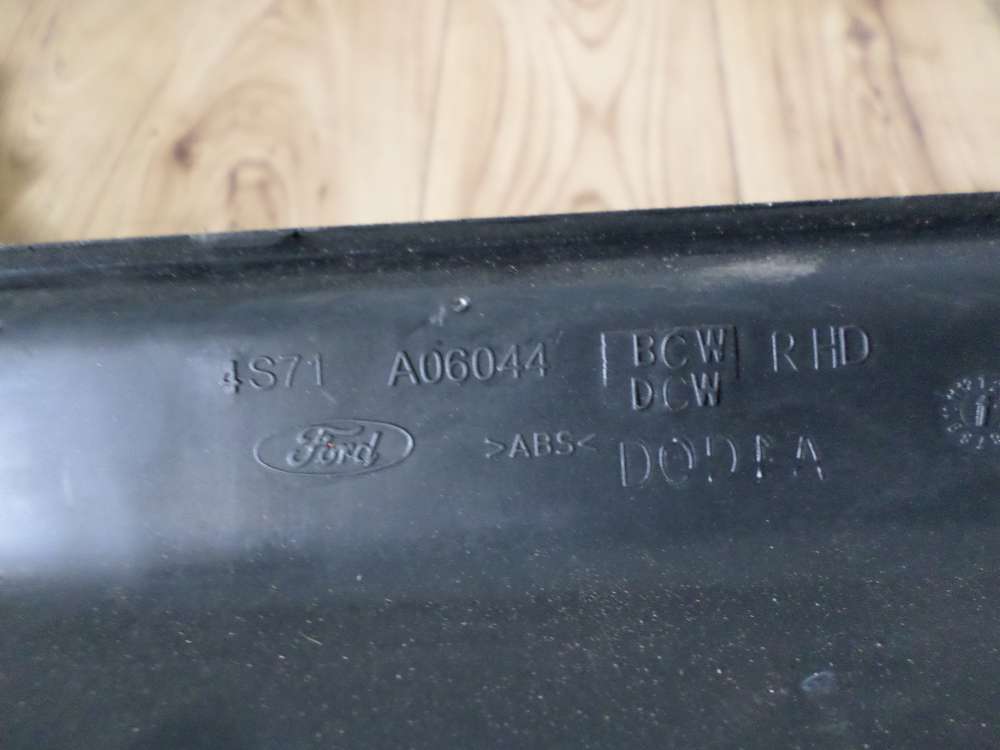 4S71 A06044 BCW RHD
DCW
Ford >ABS<